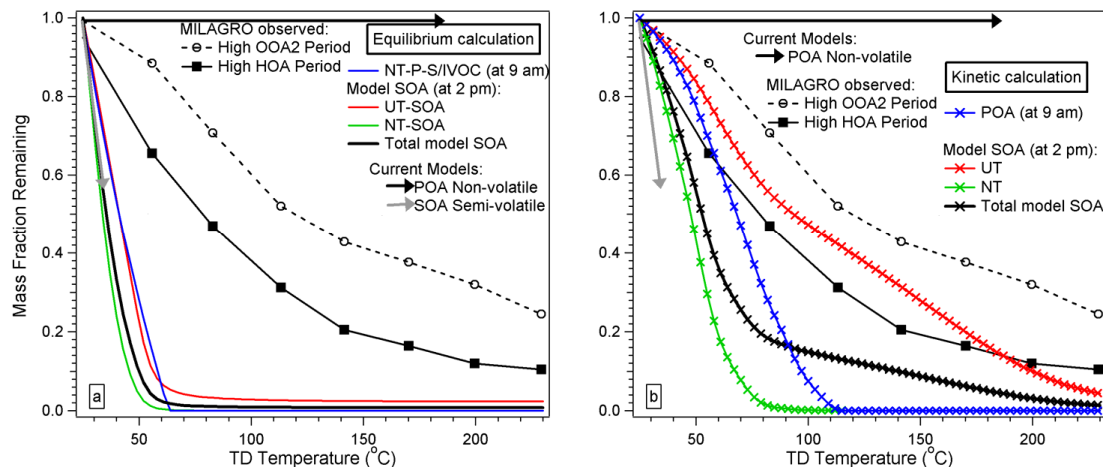 MILAGRO observed:
High OOA2 Period
High HOA Period
Equilibrium calculation
NT-P-S/IVOC (at 9 am)
Model SOA (at 2 pm):
UT-SOA
NT-SOA
Total model SOA
Current Models:
POA Non-volatile
SOA Semi-volatile
Mass Fraction Remaining
1.0
0.8
0.6
0.4
0.2
0.0
a
50
100
150
200
TD Temperature (°C)
Current Models:
POA Non-volatile
MILAGRO observed:
High OOA2 Period
High HOA Period
Kinetic calculation
POA (at 9 am)
Model SOA (at 2 pm):
UT
NT
Total model SOA
1.0
0.8
0.6
0.4
0.2
0.0
b
50
100
150
200
TD Temperature (°C)